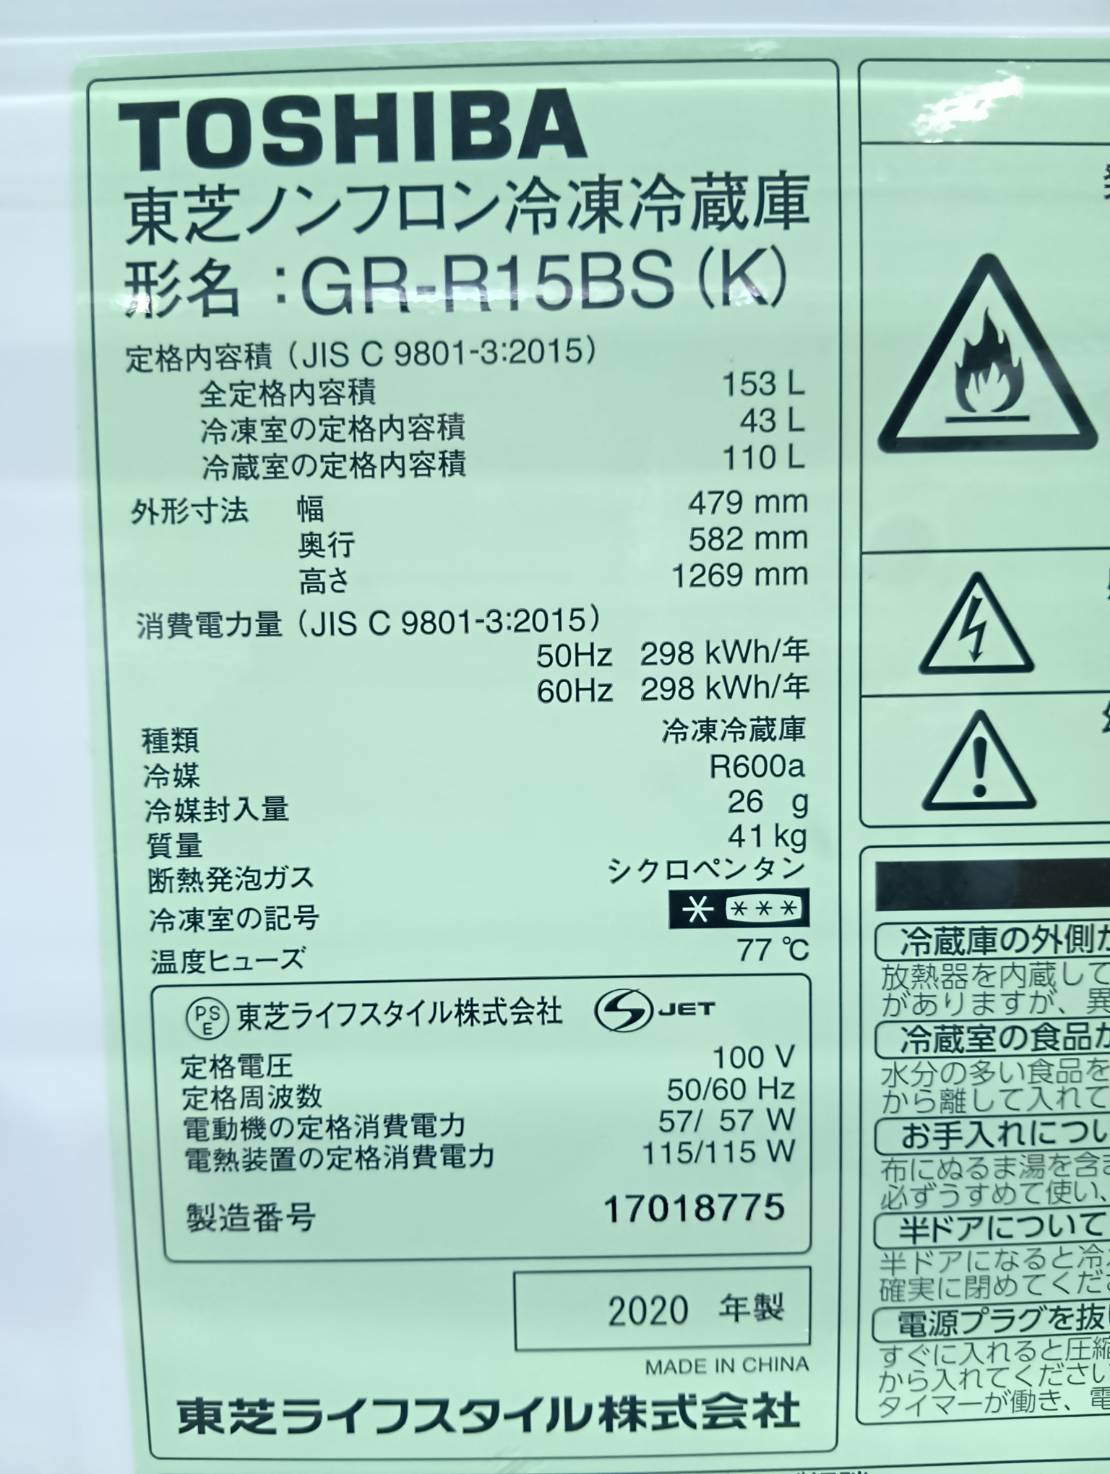 TOSHIBA
東芝ノンフロン冷凍冷蔵庫
形名:GR-R15BS(K)
定格内容積(JIS C 9801-3:2015)
全定格内容積 153 L
冷凍室の定格内容積 43 L
冷蔵室の定格内容積 110 L
外形寸法 幅 479 mm
奥行 582 mm
高さ 1269 mm
消費電力量(JIS C 9801-3:2015)
50Hz 298 kWh/年
60Hz 298 kWh/年
種類 冷凍冷蔵庫
冷媒 R600a
冷媒封入量 26 g
質量 41 kg
断熱発泡ガス シクロペンタン
冷凍室の記号 * ***
温度ヒューズ 77 ℃
PSE 東芝ライフスタイル株式会社 S JET
定格電圧 100 V
定格周波数 50/60 Hz
電動機の定格消費電力 57/ 57 W
電熱装置の定格消費電力 115/115 W
製造番号 17018775
2020 年製
MADE IN CHINA
東芝ライフスタイル株式会社
冷蔵庫の外側
放熱器を内蔵して
がありますが、異
冷蔵室の食品が
水分の多い食品を
から離して入れて
お手入れについ
布にぬるま湯を含
必ずうすめて使い、
半ドアについて
半ドアになると冷
確実に閉めてくだ
電源プラグを抜
すぐに入れると圧縮
から入れてください
タイマーが働き、電